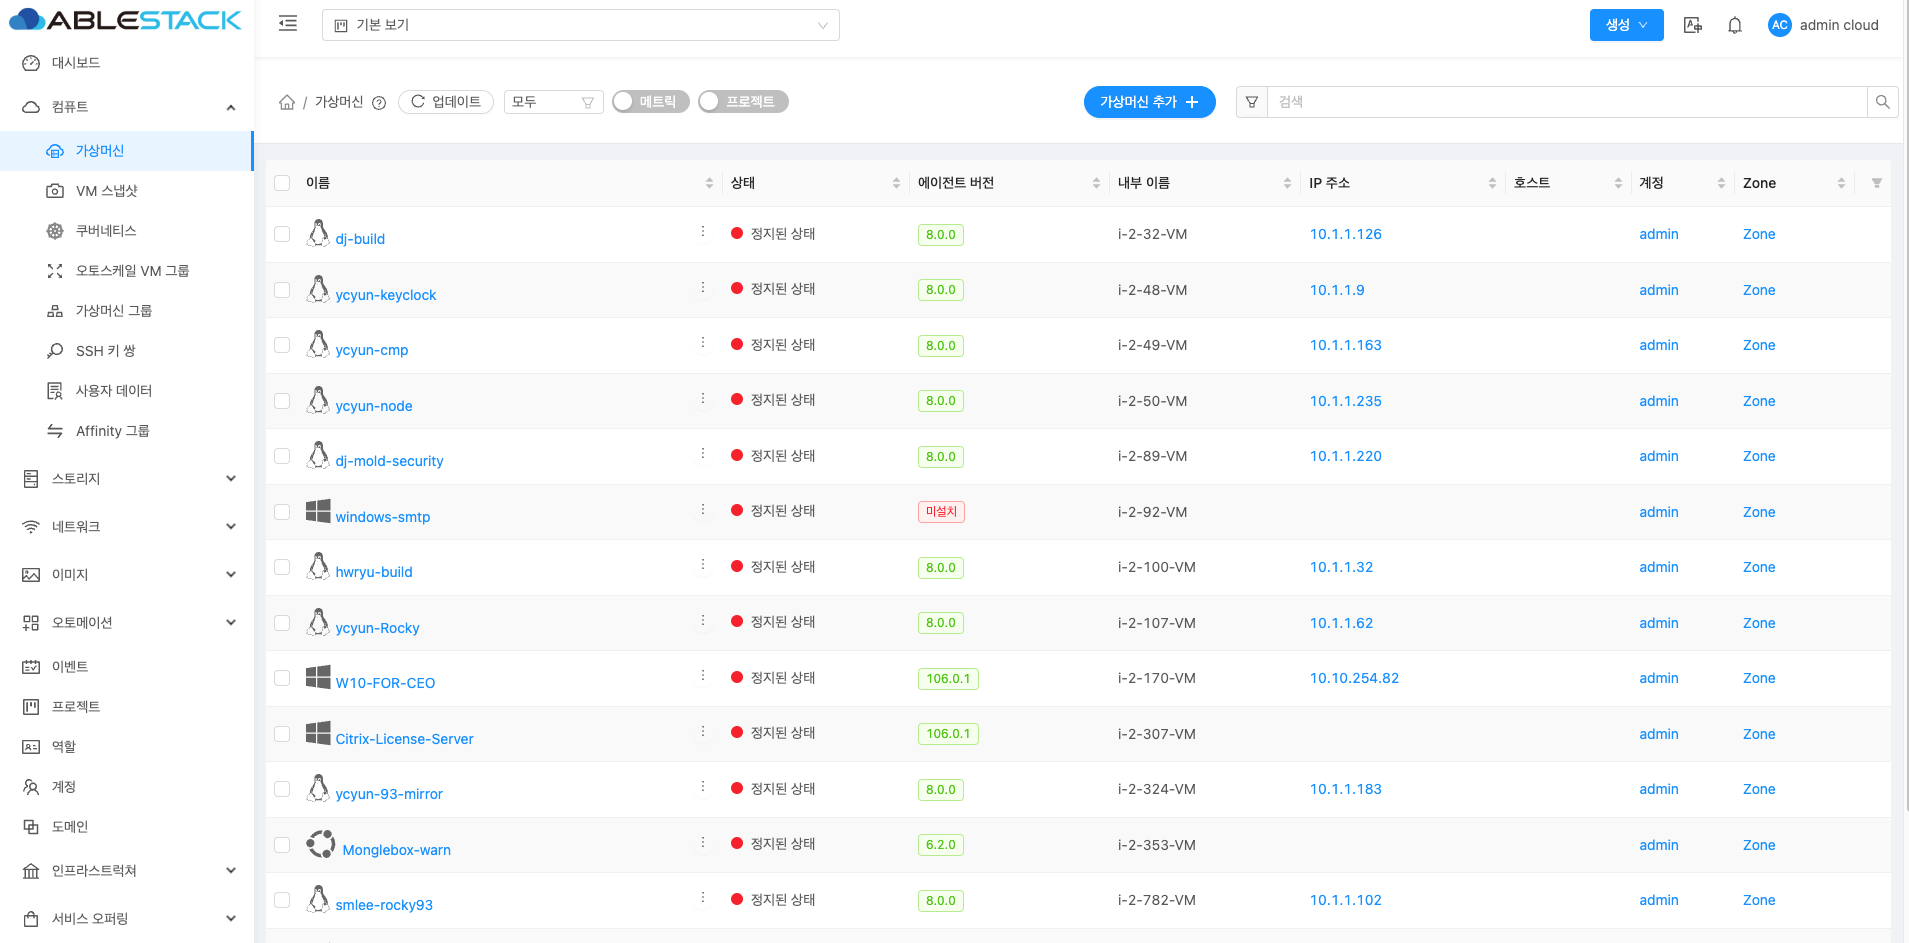 ABLESTACK
기본 보기
생성
AC admin cloud
대시보드
컴퓨트
가상머신
VM 스냅샷
쿠버네티스
오토스케일 VM 그룹
가상머신 그룹
SSH 키 쌍
사용자 데이터
Affinity 그룹
스토리지
네트워크
이미지
오토메이션
이벤트
프로젝트
역할
계정
도메인
인프라스트럭쳐
서비스 오퍼링
/ 가상머신 업데이트 모두 메트릭 프로젝트 가상머신 추가 + 검색
이름 상태 에이전트 버전 내부 이름 IP 주소 호스트 계정 Zone
dj-build 정지된 상태 8.0.0 i-2-32-VM 10.1.1.126 admin Zone
ycyun-keyclock 정지된 상태 8.0.0 i-2-48-VM 10.1.1.9 admin Zone
ycyun-cmp 정지된 상태 8.0.0 i-2-49-VM 10.1.1.163 admin Zone
ycyun-node 정지된 상태 8.0.0 i-2-50-VM 10.1.1.235 admin Zone
dj-mold-security 정지된 상태 8.0.0 i-2-89-VM 10.1.1.220 admin Zone
windows-smtp 정지된 상태 미설치 i-2-92-VM admin Zone
hwryu-build 정지된 상태 8.0.0 i-2-100-VM 10.1.1.32 admin Zone
ycyun-Rocky 정지된 상태 8.0.0 i-2-107-VM 10.1.1.62 admin Zone
W10-FOR-CEO 정지된 상태 106.0.1 i-2-170-VM 10.10.254.82 admin Zone
Citrix-License-Server 정지된 상태 106.0.1 i-2-307-VM admin Zone
ycyun-93-mirror 정지된 상태 8.0.0 i-2-324-VM 10.1.1.183 admin Zone
Monglebox-warn 정지된 상태 6.2.0 i-2-353-VM admin Zone
smlee-rocky93 정지된 상태 8.0.0 i-2-782-VM 10.1.1.102 admin Zone